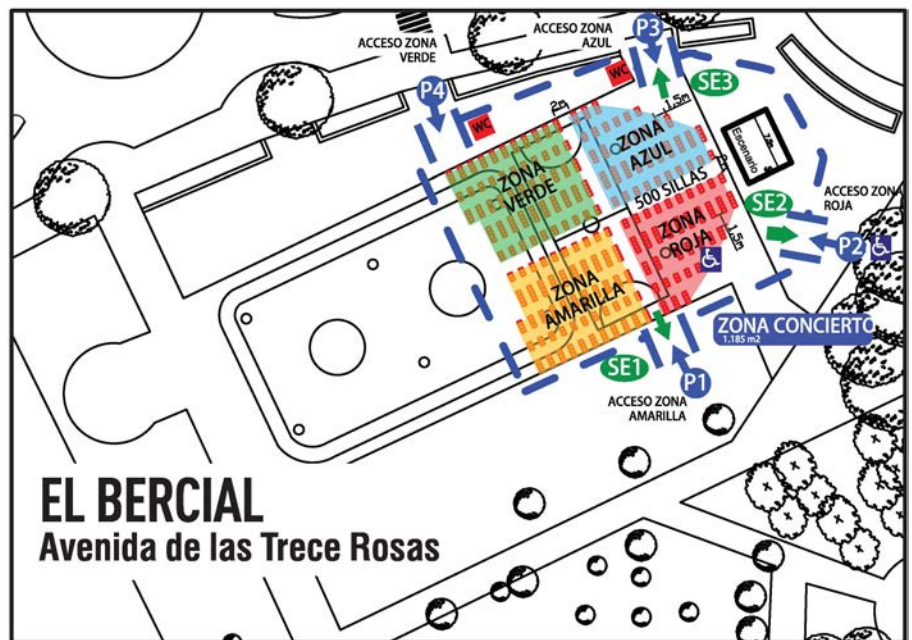 ACCESO ZONA
VERDE
ACCESO ZONA
AZUL
P3
P4
WC
WC
SE3
2m
1,5m
ZONA
VERDE
ZONA
AZUL
500 SILLAS
Escenario
ACCESO ZONA
ROJA
SE2
P2
ZONA
ROJA
1,5m
ZONA
AMARILLA
ZONA CONCIERTO
1.185 m2
SE1
P1
ACCESO ZONA
AMARILLA
EL BERCIAL
Avenida de las Trece Rosas